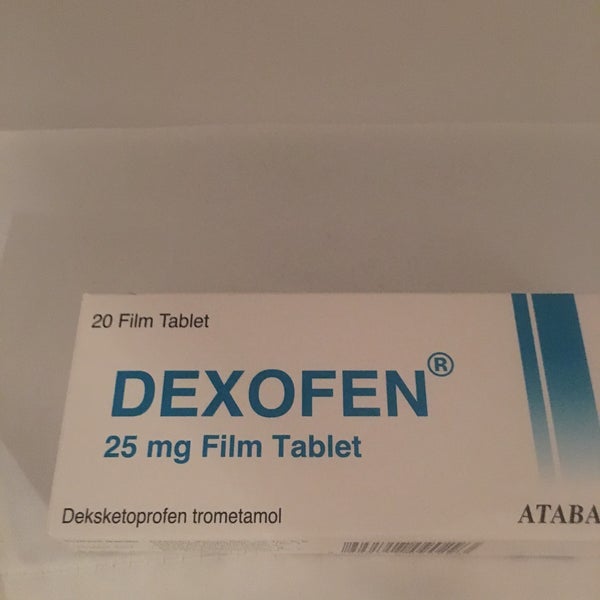 20 Film Tablet
DEXOFEN®
25 mg Film Tablet
Deksketoprofen trometamol
ATABA